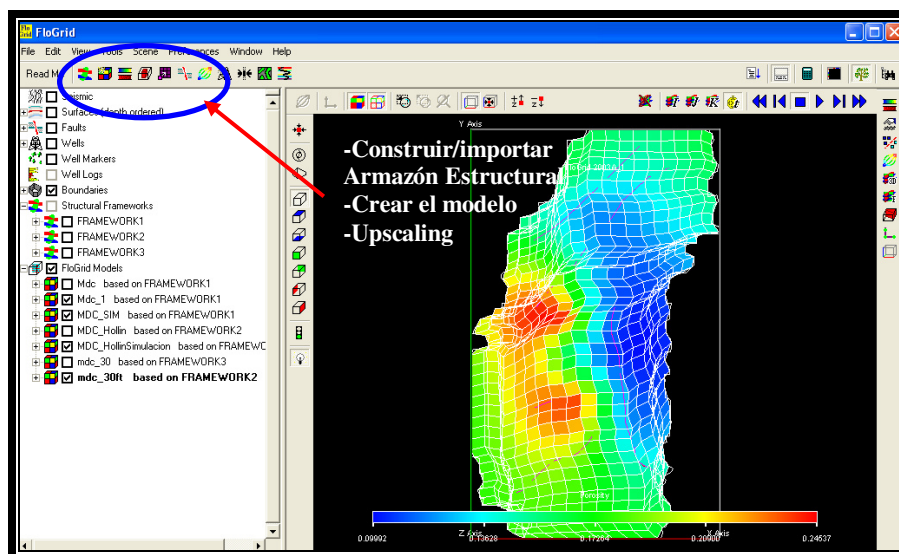 FloGrid
File Edit View Tools Scene Preferences Window Help
Read M
Seismic
Surfaces (depth ordered)
Faults
Wells
Well Markers
Well Logs
Boundaries
Structural Frameworks
FRAMEWORK1
FRAMEWORK2
FRAMEWORK3
FloGrid Models
Mdc based on FRAMEWORK1
Mdc_1 based on FRAMEWORK1
MDC_SIM based on FRAMEWORK1
MDC_Hollin based on FRAMEWORK2
MDC_HollinSimulacion based on FRAMEWC
mdc_30 based on FRAMEWORK3
mdc_30ft based on FRAMEWORK2
Y Axis
-Construir/importar
Armazón Estructural
-Crear el modelo
-Upscaling
Porosity
Z Axis X Axis
0.09992 0.13628 0.17204 0.20900 0.24537